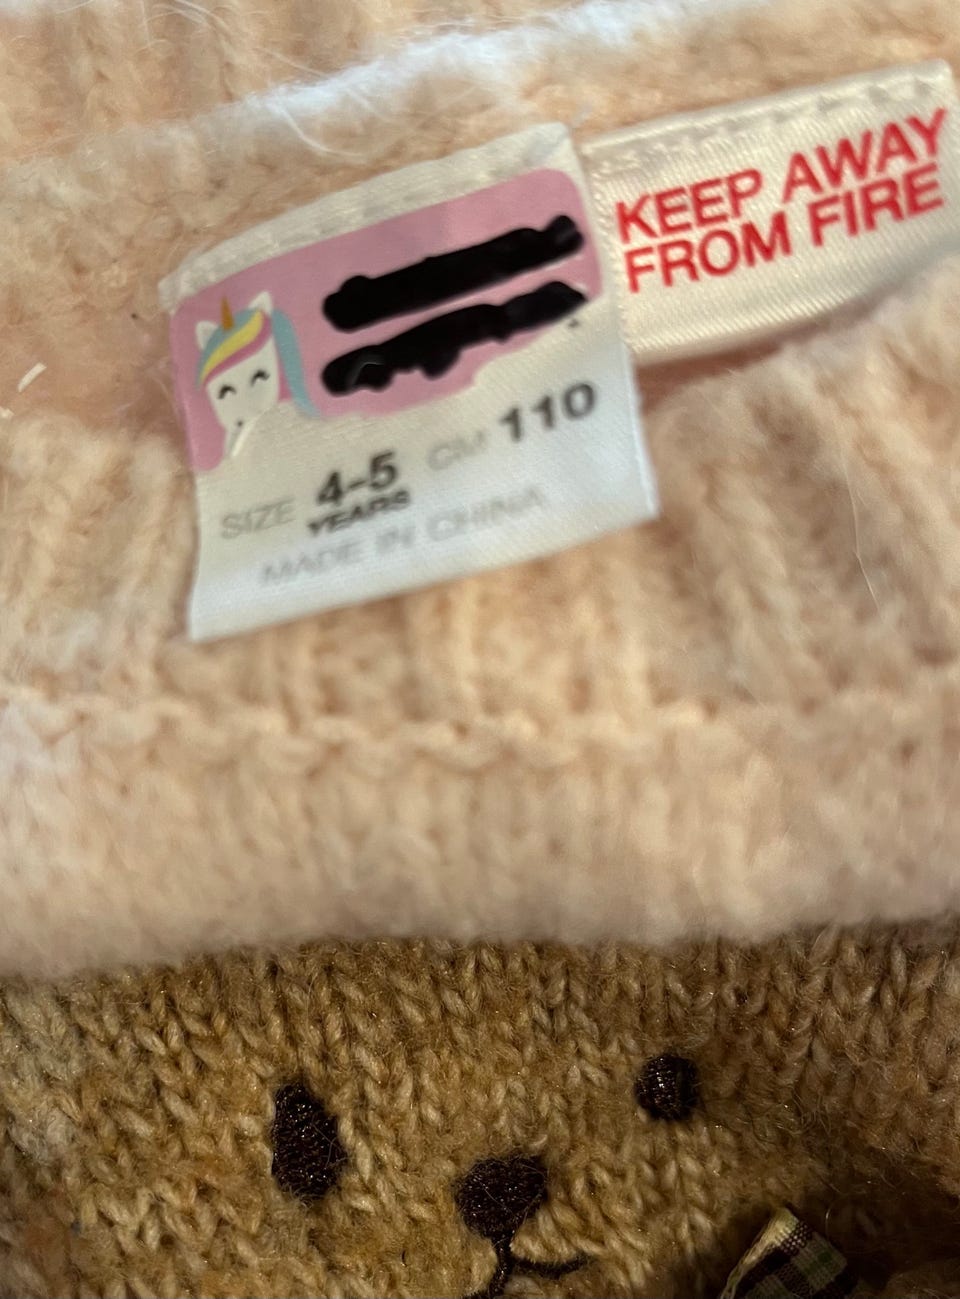 KEEP AWAY
FROM FIRE
SIZE 4-5 CM 110
YEARS
MADE IN CHINA